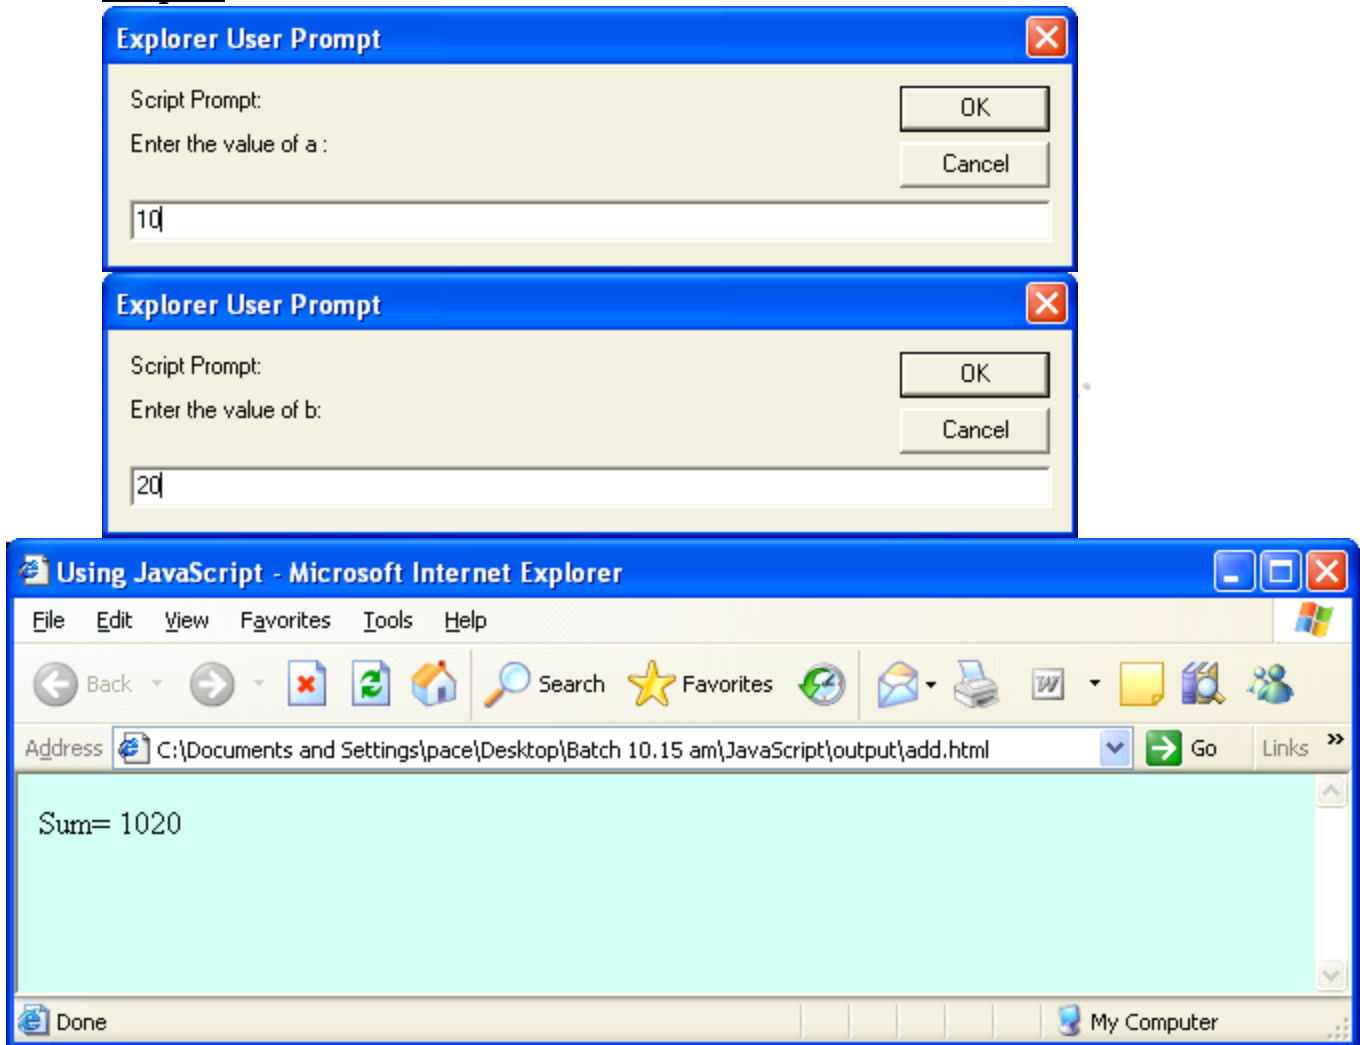 Explorer User Prompt
Script Prompt:
OK
Enter the value of a :
Cancel
10
Explorer User Prompt
Script Prompt:
OK
Enter the value of b:
Cancel
20
Using JavaScript - Microsoft Internet Explorer
File Edit View Favorites Tools Help
Back Search Favorites W
Address C:\Documents and Settings\pace\Desktop\Batch 10.15 am\JavaScript\output\add.html Go Links »
Sum= 1020
Done My Computer